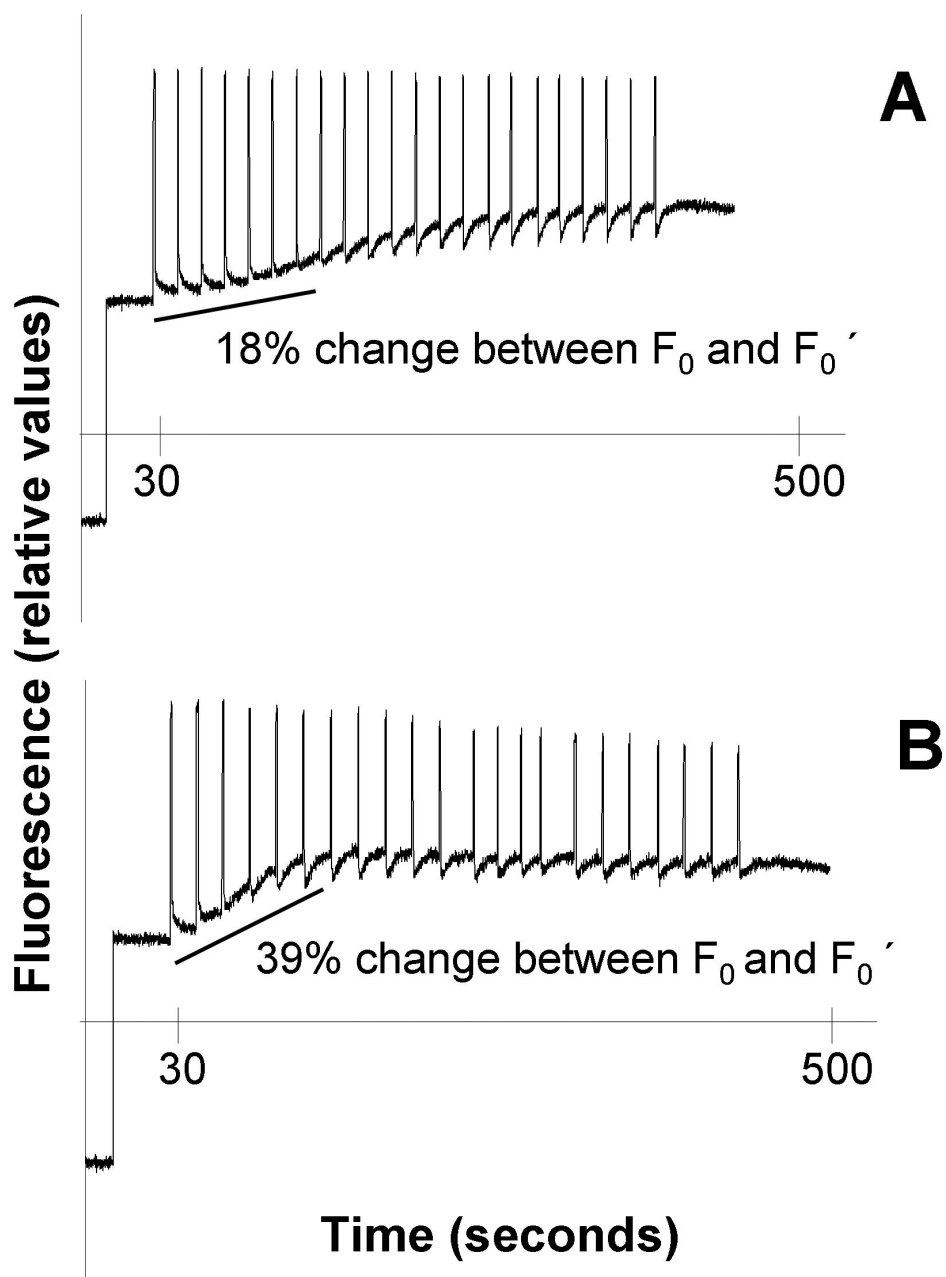 Fluorescence (relative values)
A
18% change between F₀ and F₀´
30
500
B
39% change between F₀ and F₀´
30
500
Time (seconds)